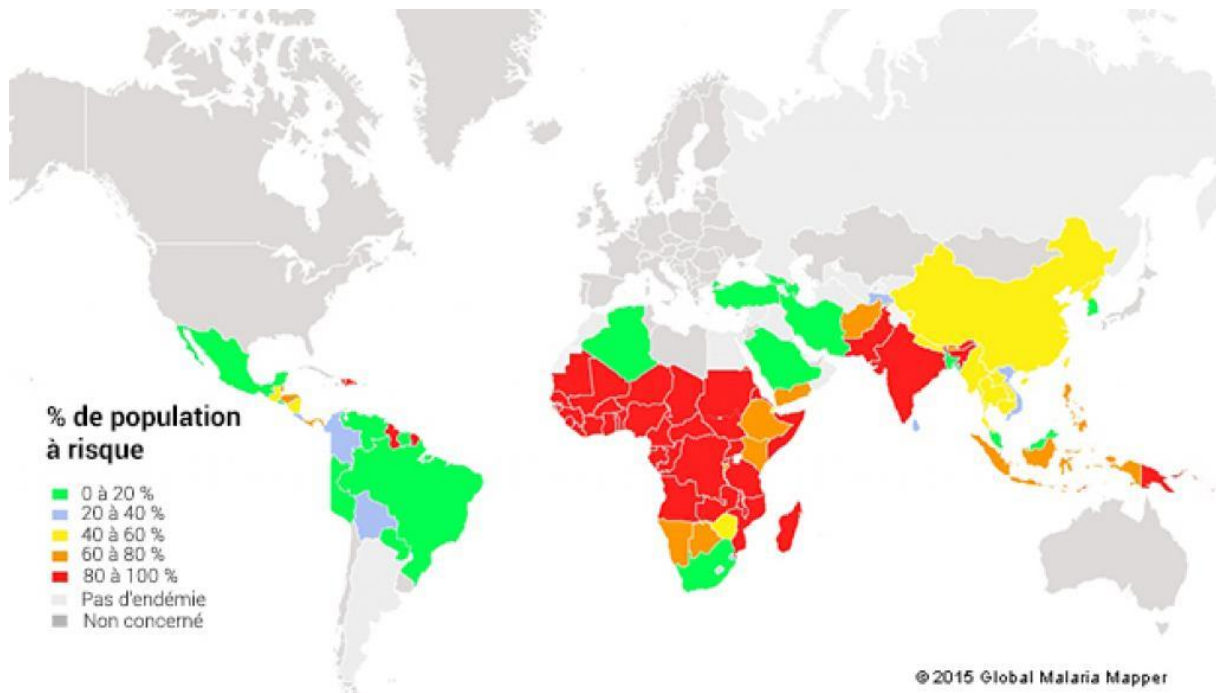 % de population
à risque
0 à 20 %
20 à 40 %
40 à 60 %
60 à 80 %
80 à 100 %
Pas d'endémie
Non concerné
© 2015 Global Malaria Mapper